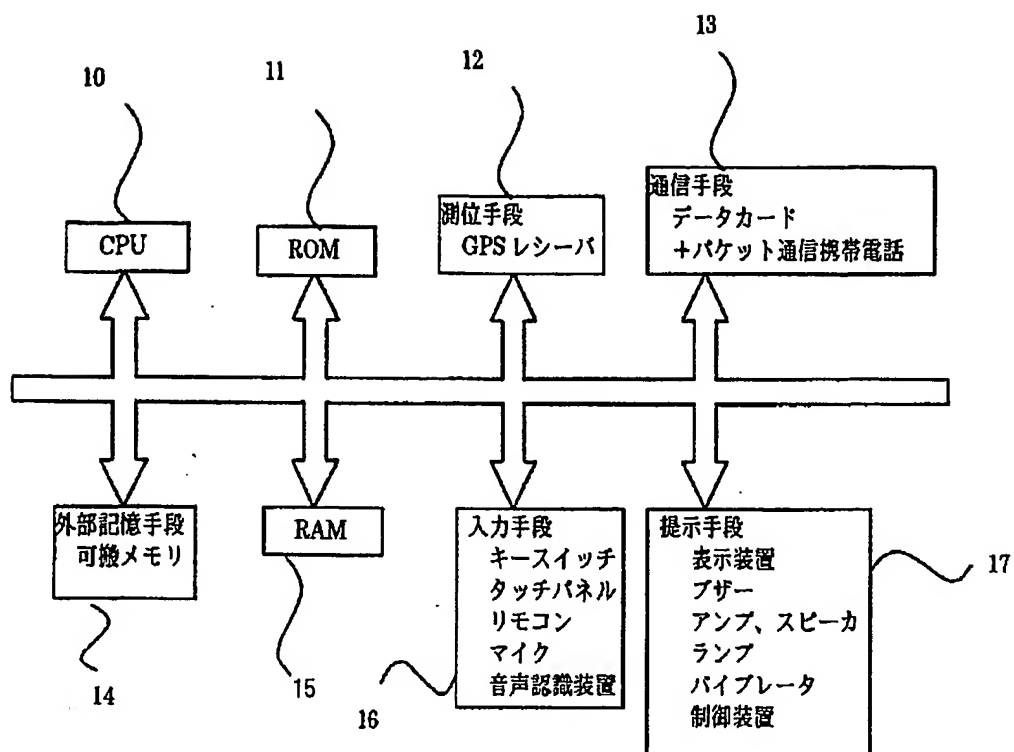 13
12
11
10
通信手段
データカード
+パケット通信携帯電話
測位手段
GPSレシーバ
CPU
ROM
外部記憶手段
可搬メモリ
RAM
入力手段
キースイッチ
タッチパネル
リモコン
マイク
音声認識装置
提示手段
表示装置
ブザー
アンプ、スピーカ
ランプ
バイブレータ
制御装置
17
14
15
16